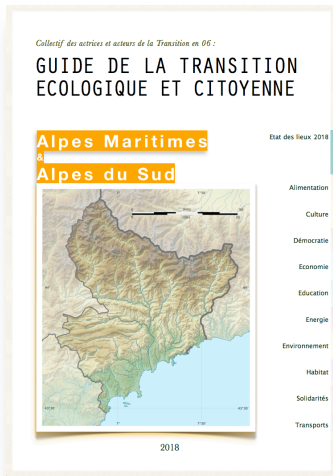 Collectif des actrices et acteurs de la Transition en 06 :
GUIDE DE LA TRANSITION
ECOLOGIQUE ET CITOYENNE
Alpes Maritimes
&
Alpes du Sud
Etat des lieux 2018
Alimentation
Culture
Démocratie
Economie
Education
Energie
Environnement
Habitat
Solidarités
Transports
2018